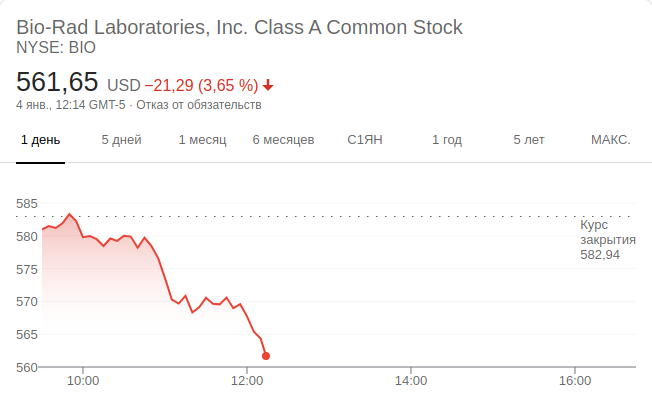 Bio-Rad Laboratories, Inc. Class A Common Stock
NYSE: BIO
561,65 USD −21,29 (3,65 %)
4 янв., 12:14 GMT-5 · Отказ от обязательств
1 день 5 дней 1 месяц 6 месяцев С1ЯН 1 год 5 лет МАКС.
585
Курс
закрытия
582,94
580
575
570
565
560
10:00 12:00 14:00 16:00